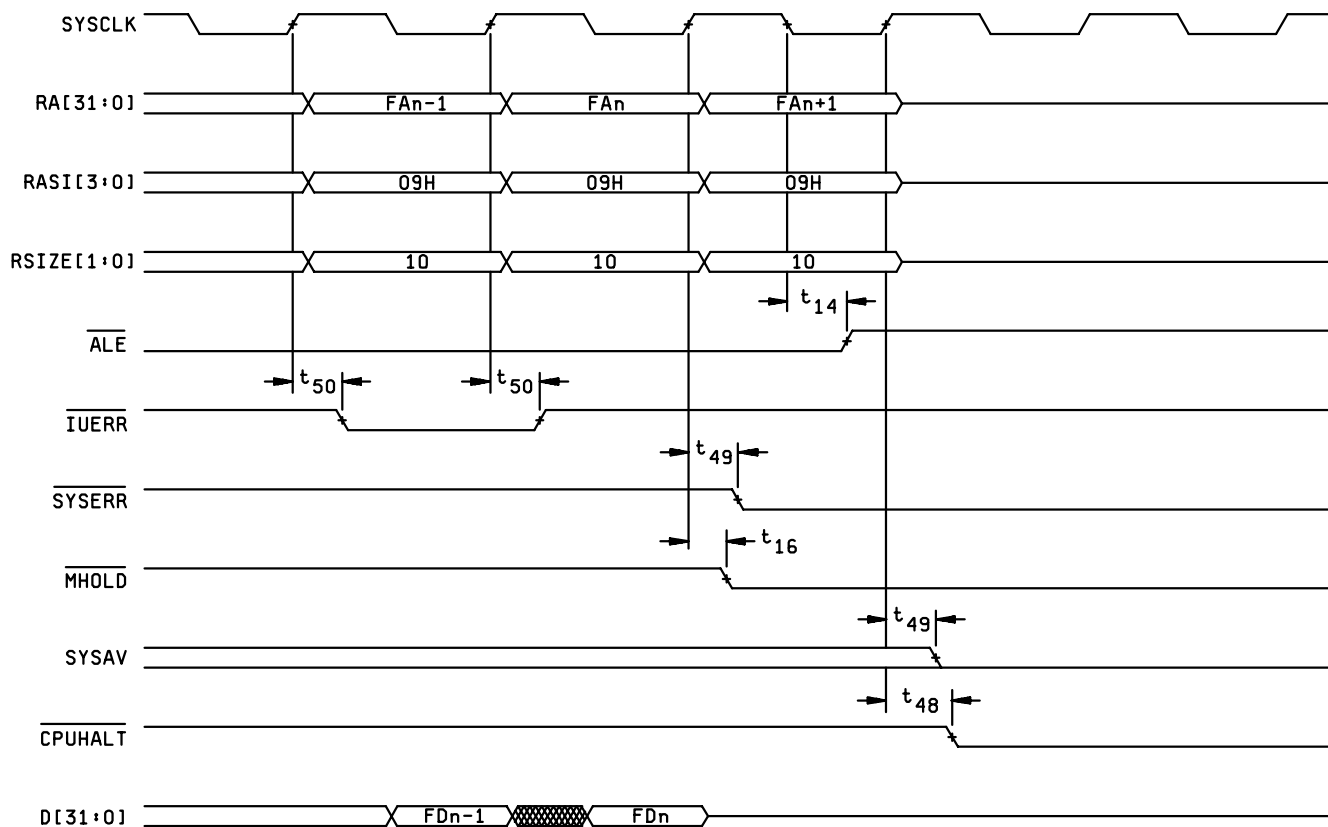 SYSCLK
RA[31:0] FAn-1 FAn FAn+1
RASI[3:0] 09H 09H 09H
RSIZE[1:0] 10 10 10
t14
ALE
t50 t50
IUERR
t49
SYSERR
t16
MHOLD
t49
SYSAV
t48
CPUHALT
D[31:0] FDn-1 FDn